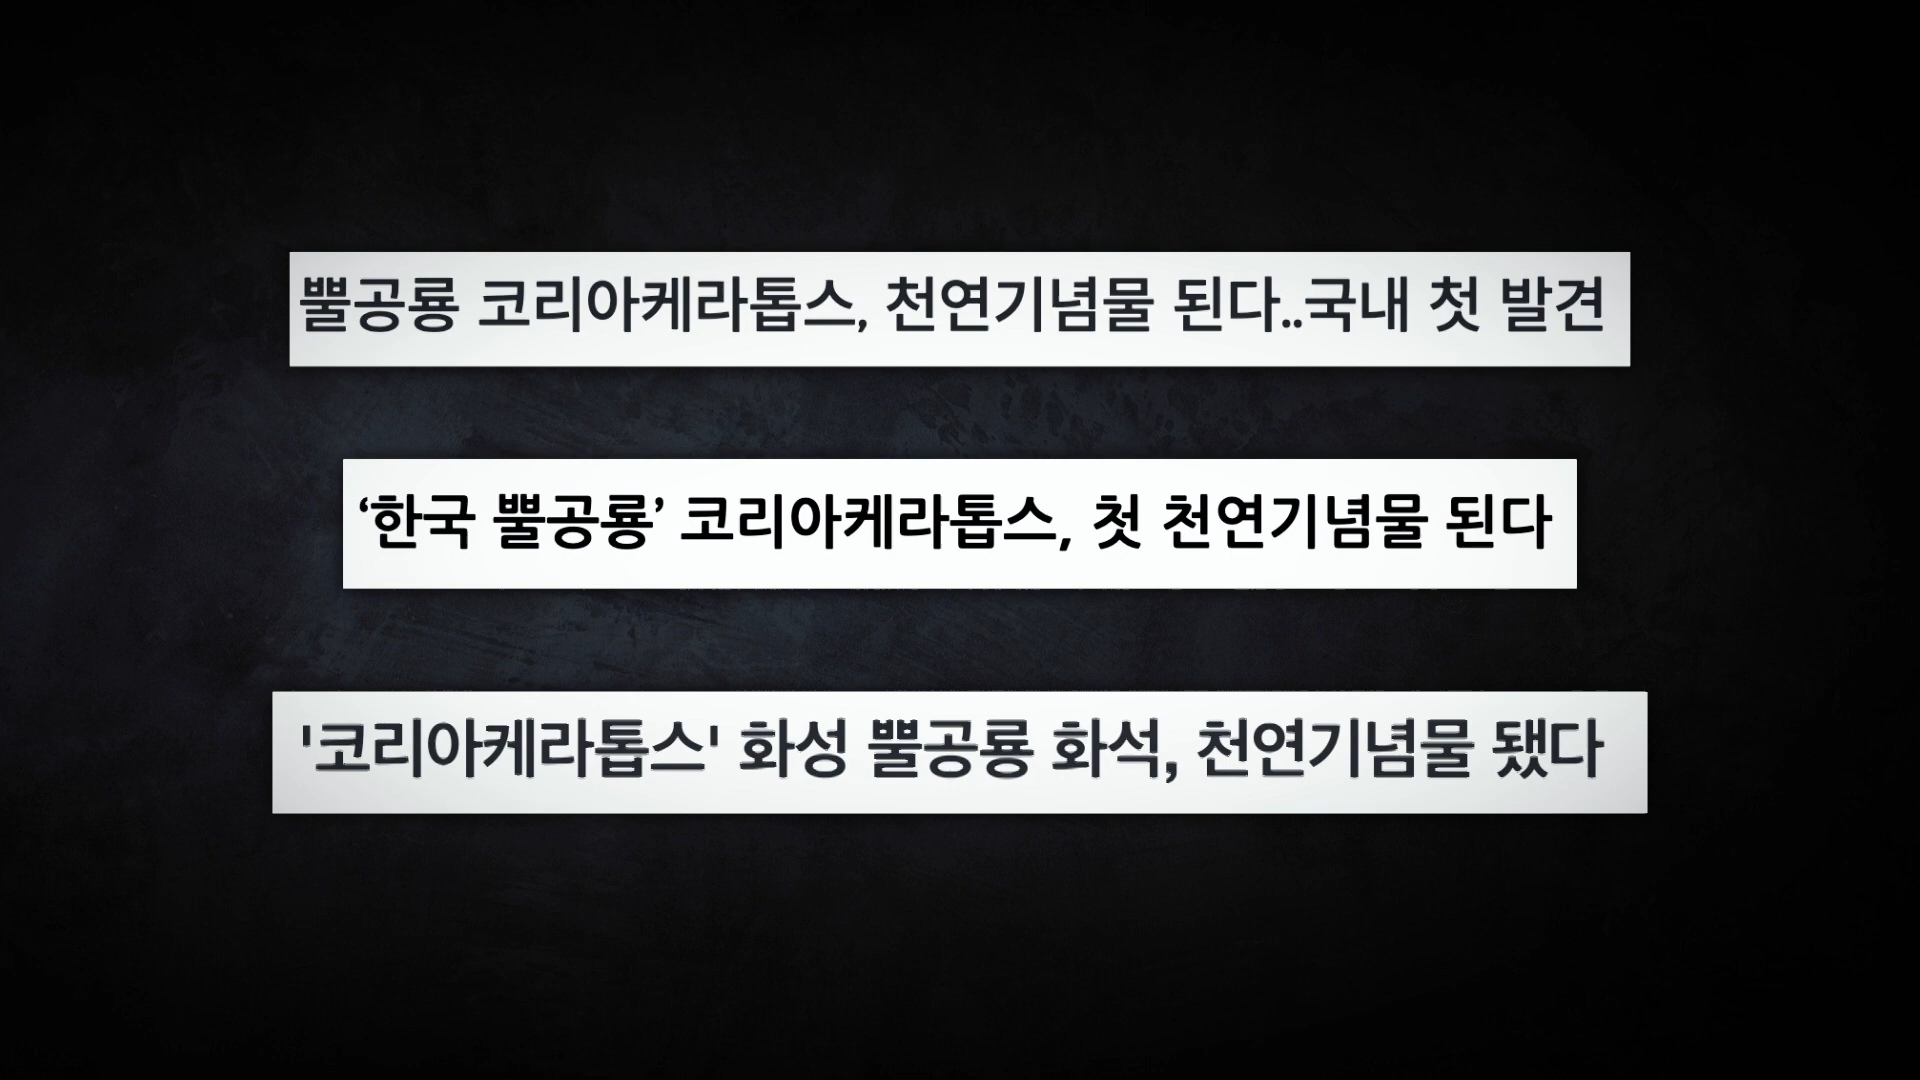 뿔공룡 코리아케라톱스, 천연기념물 된다..국내 첫 발견
‘한국 뿔공룡’ 코리아케라톱스, 첫 천연기념물 된다
'코리아케라톱스' 화성 뿔공룡 화석, 천연기념물 됐다